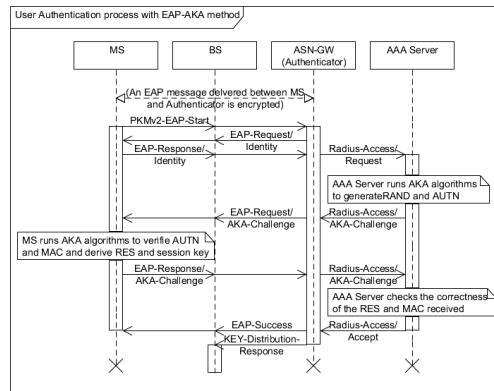 User Authentication process with EAP-AKA method
MS
BS
ASN-GW
(Authenticator)
AAA Server
(An EAP message delivered between MS
and Authenticator is encrypted)
PKMv2-EAP-Start
EAP-Request/
Identity
EAP-Response/
Identity
Radius-Access/
Request
AAA Server runs AKA algorithms
to generateRAND and AUTN
EAP-Request/
AKA-Challenge
Radius-Access/
AKA-Challenge
MS runs AKA algorithms to verifie AUTN
and MAC and derive RES and session key
EAP-Response/
AKA-Challenge
Radius-Access/
AKA-Challenge
AAA Server checks the correctness
of the RES and MAC received
EAP-Success
Radius-Access/
Accept
KEY-Distribution-
Response